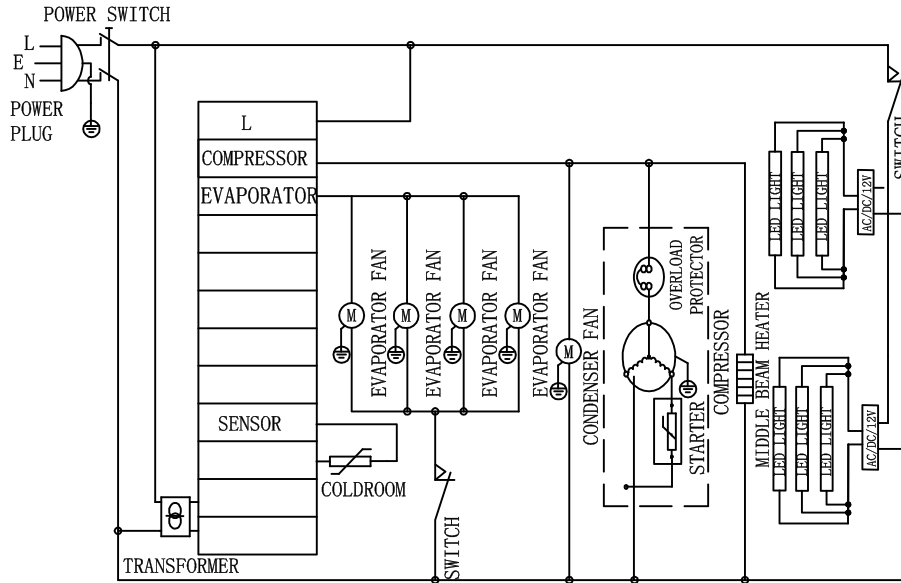 POWER SWITCH
L
E
N
POWER
PLUG
L
COMPRESSOR
EVAPORATOR
SENSOR
COLDROOM
TRANSFORMER
M
EVAPORATOR FAN
M
EVAPORATOR FAN
M
EVAPORATOR FAN
M
EVAPORATOR FAN
SWITCH
M
CONDENSER FAN
OVERLOAD
PROTECTOR
STARTER
COMPRESSOR
MIDDLE BEAM HEATER
LED LIGHT
LED LIGHT
LED LIGHT
AC/DC/12V
SWITCH
LED LIGHT
LED LIGHT
LED LIGHT
AC/DC/12V